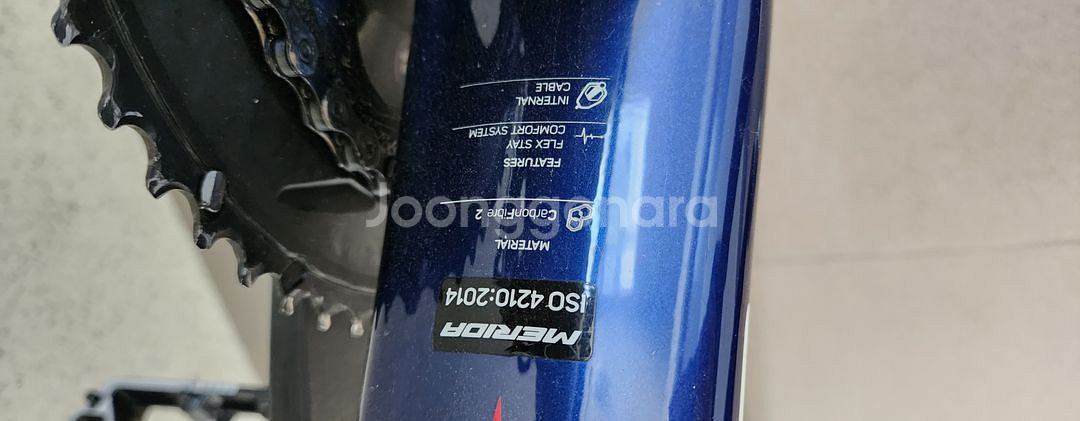 MERIDA
ISO 4210:2014
MATERIAL
CarbonFibre 2
FEATURES
FLEX STAY
COMFORT SYSTEM
INTERNAL
CABLE
Joonggonara